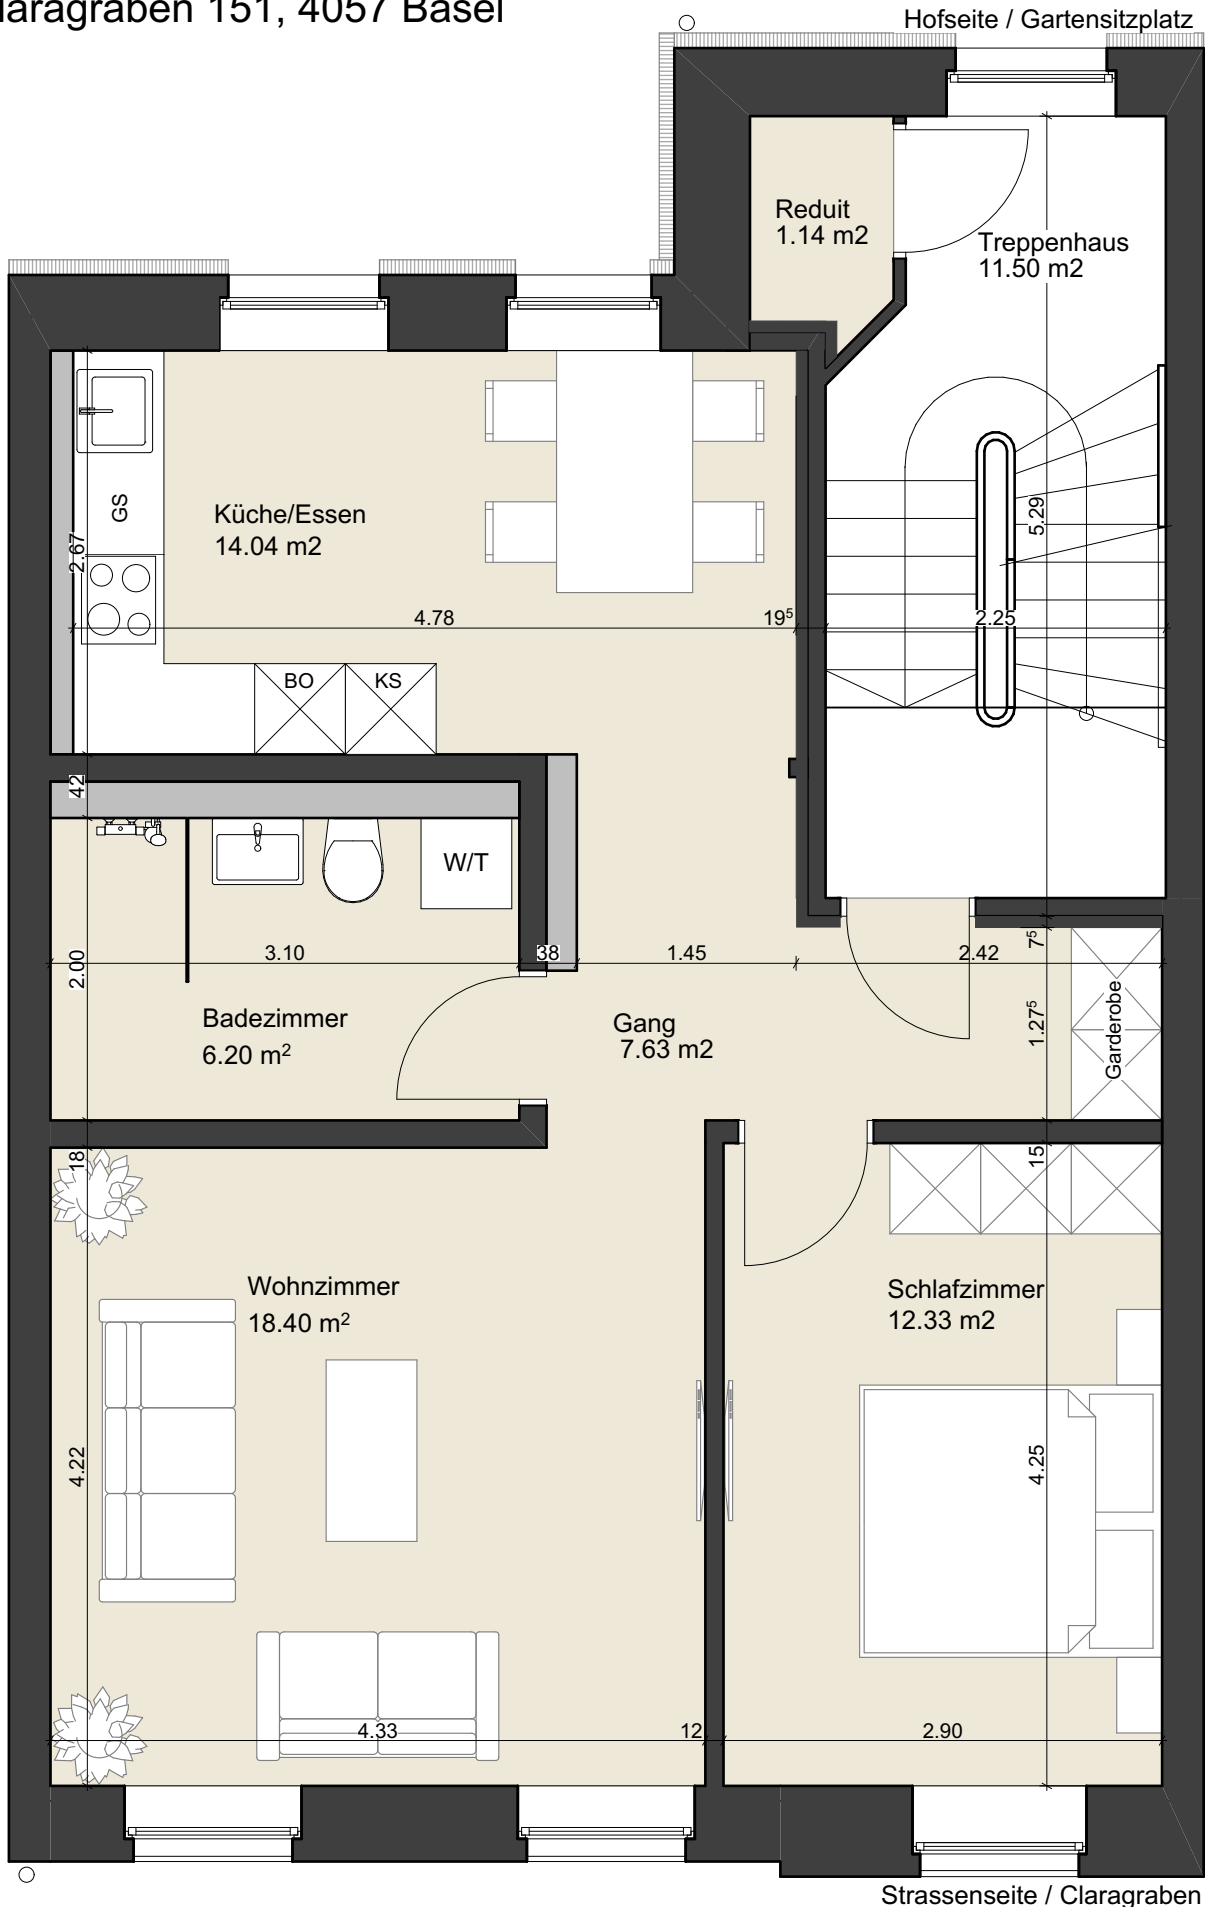 laragraben 151, 4057 Basel
Hofseite / Gartensitzplatz
Reduit
1.14 m2
Treppenhaus
11.50 m2
GS
Küche/Essen
14.04 m2
2.67
5.29
4.78
19⁵
2.25
BO
KS
42
W/T
2.00
3.10
38
1.45
7⁵
2.42
Badezimmer
6.20 m²
Gang
7.63 m2
1.27⁵
Garderobe
18
15
Wohnzimmer
18.40 m²
Schlafzimmer
12.33 m2
4.22
4.25
4.33
12
2.90
Strassenseite / Claragraben